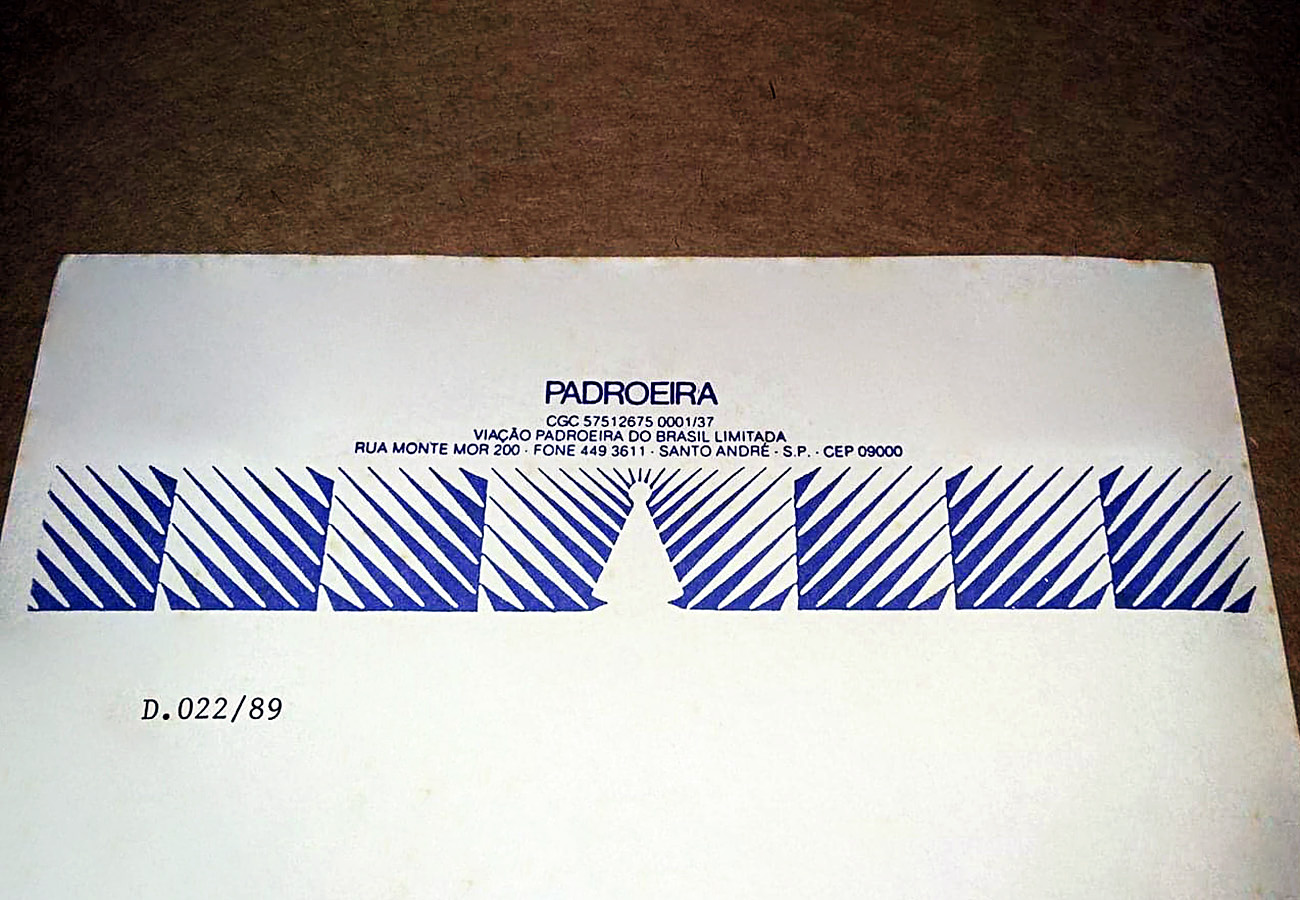 PADROEIRA
CGC 57512675 0001/37
VIAÇÃO PADROEIRA DO BRASIL LIMITADA
RUA MONTE MOR 200 · FONE 449 3611 · SANTO ANDRÉ · S.P. · CEP 09000
D.022/89